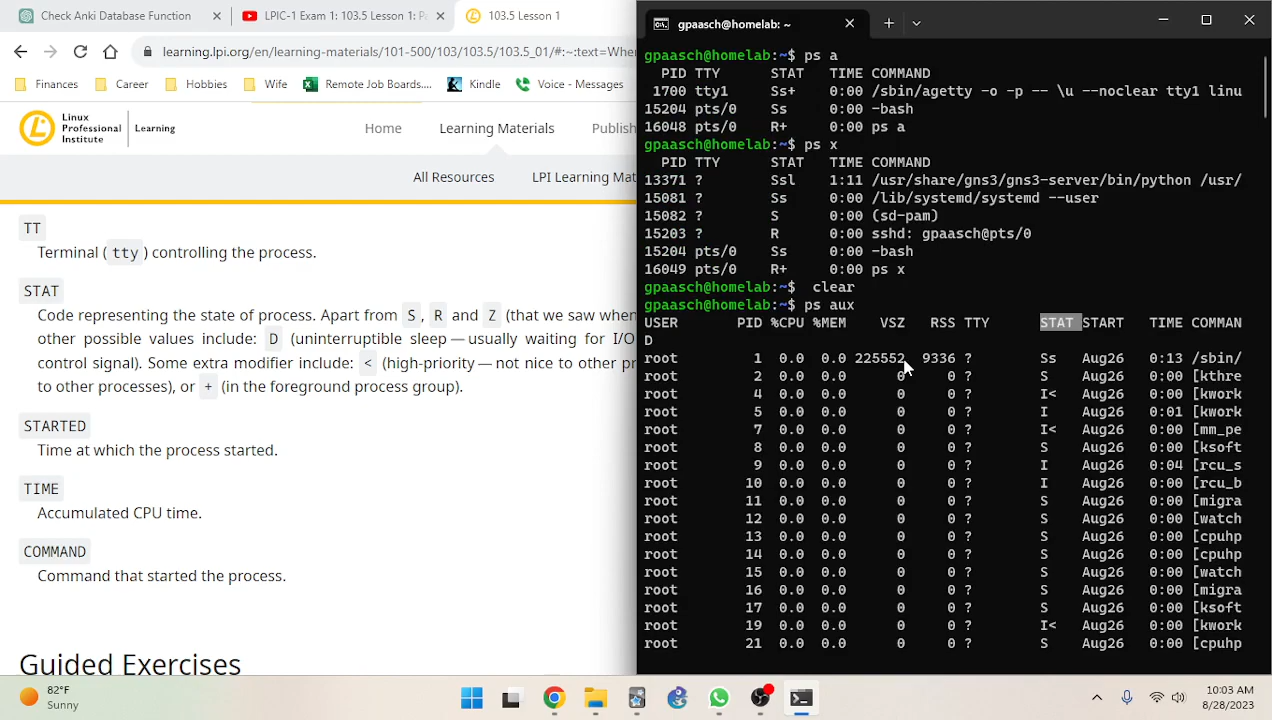 Check Anki Database Function
LPIC-1 Exam 1: 103.5 Lesson 1: P
103.5 Lesson 1
learning.lpi.org/en/learning-materials/101-500/103/103.5/103.5_01/#:~:text=Whe
Finances
Career
Hobbies
Wife
Remote Job Boards....
Kindle
Voice - Messages
Linux
Professional
Institute
Learning
Home
Learning Materials
Publish
All Resources
LPI Learning Mat
TT
Terminal (tty) controlling the process.
STAT
Code representing the state of process. Apart from S, R and Z (that we saw when
other possible values include: D (uninterruptible sleep — usually waiting for I/O
control signal). Some extra modifier include: < (high-priority — not nice to other pr
to other processes), or + (in the foreground process group).
STARTED
Time at which the process started.
TIME
Accumulated CPU time.
COMMAND
Command that started the process.
Guided Exercises
gpaasch@homelab: ~
gpaasch@homelab:~$ ps a
PID TTY STAT TIME COMMAND
1700 tty1 Ss+ 0:00 /sbin/agetty -o -p -- \u --noclear tty1 linu
15204 pts/0 Ss 0:00 -bash
16048 pts/0 R+ 0:00 ps a
gpaasch@homelab:~$ ps x
PID TTY STAT TIME COMMAND
13371 ? Ssl 1:11 /usr/share/gns3/gns3-server/bin/python /usr/
15081 ? Ss 0:00 /lib/systemd/systemd --user
15082 ? S 0:00 (sd-pam)
15203 ? R 0:00 sshd: gpaasch@pts/0
15204 pts/0 Ss 0:00 -bash
16049 pts/0 R+ 0:00 ps x
gpaasch@homelab:~$ clear
gpaasch@homelab:~$ ps aux
USER PID %CPU %MEM VSZ RSS TTY STAT START TIME COMMAN
D
root 1 0.0 0.0 225552 9336 ? Ss Aug26 0:13 /sbin/
root 2 0.0 0.0 0 0 ? S Aug26 0:00 [kthre
root 4 0.0 0.0 0 0 ? I< Aug26 0:00 [kwork
root 5 0.0 0.0 0 0 ? I Aug26 0:01 [kwork
root 7 0.0 0.0 0 0 ? I< Aug26 0:00 [mm_pe
root 8 0.0 0.0 0 0 ? S Aug26 0:00 [ksoft
root 9 0.0 0.0 0 0 ? I Aug26 0:04 [rcu_s
root 10 0.0 0.0 0 0 ? I Aug26 0:00 [rcu_b
root 11 0.0 0.0 0 0 ? S Aug26 0:00 [migra
root 12 0.0 0.0 0 0 ? S Aug26 0:00 [watch
root 13 0.0 0.0 0 0 ? S Aug26 0:00 [cpuhp
root 14 0.0 0.0 0 0 ? S Aug26 0:00 [cpuhp
root 15 0.0 0.0 0 0 ? S Aug26 0:00 [watch
root 16 0.0 0.0 0 0 ? S Aug26 0:00 [migra
root 17 0.0 0.0 0 0 ? S Aug26 0:00 [ksoft
root 19 0.0 0.0 0 0 ? I< Aug26 0:00 [kwork
root 21 0.0 0.0 0 0 ? S Aug26 0:00 [cpuhp
82°F
Sunny
10:03 AM
8/28/2023